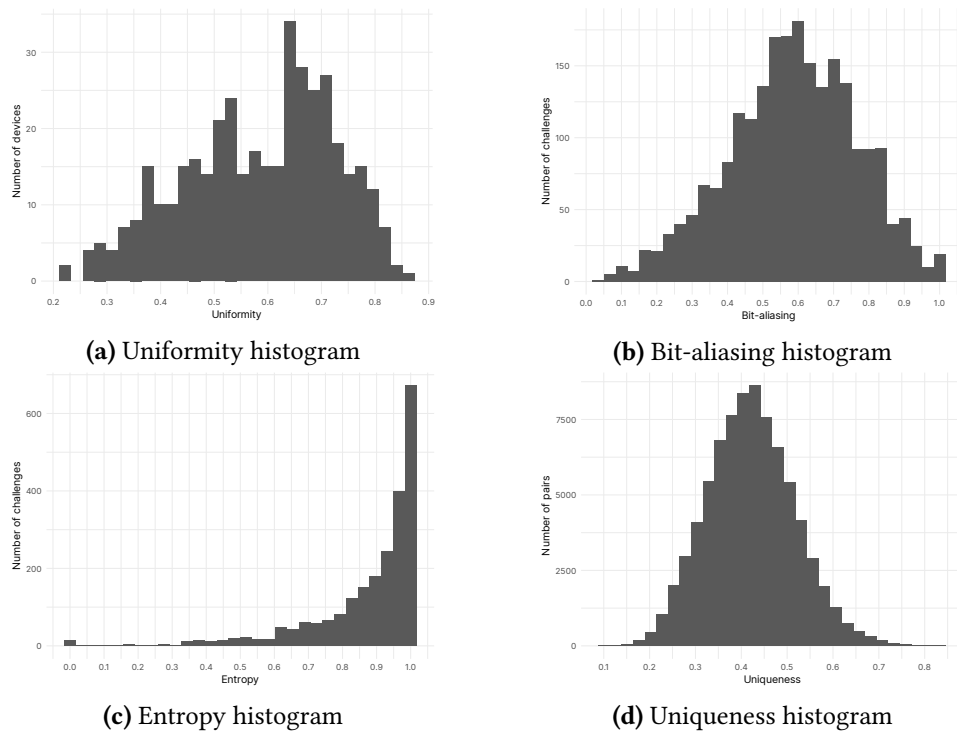 Number of devices
30
20
10
0
0.2 0.3 0.4 0.5 0.6 0.7 0.8 0.9
Uniformity
(a) Uniformity histogram
Number of challenges
150
100
50
0
0.0 0.1 0.2 0.3 0.4 0.5 0.6 0.7 0.8 0.9 1.0
Bit-aliasing
(b) Bit-aliasing histogram
Number of challenges
600
400
200
0
0.0 0.1 0.2 0.3 0.4 0.5 0.6 0.7 0.8 0.9 1.0
Entropy
(c) Entropy histogram
Number of pairs
7500
5000
2500
0
0.1 0.2 0.3 0.4 0.5 0.6 0.7 0.8
Uniqueness
(d) Uniqueness histogram